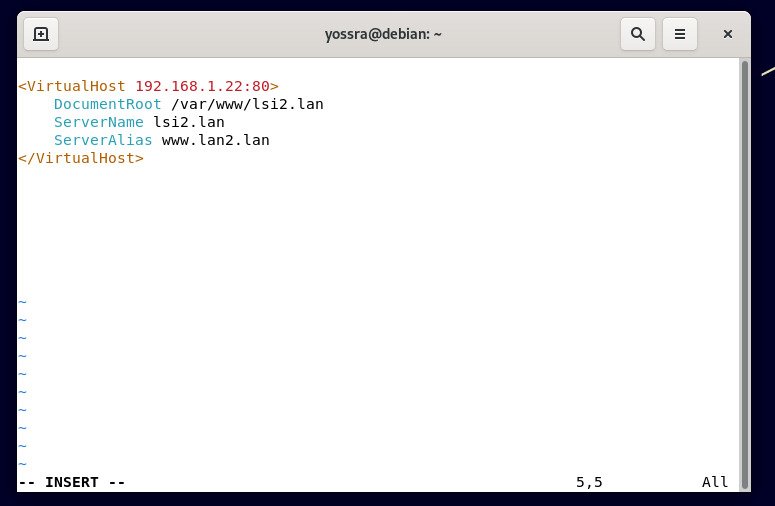 yossra@debian: ~
<VirtualHost 192.168.1.22:80>
    DocumentRoot /var/www/lsi2.lan
    ServerName lsi2.lan
    ServerAlias www.lan2.lan
</VirtualHost>
~
~
~
~
~
~
~
~
~
~
-- INSERT -- 5,5 All